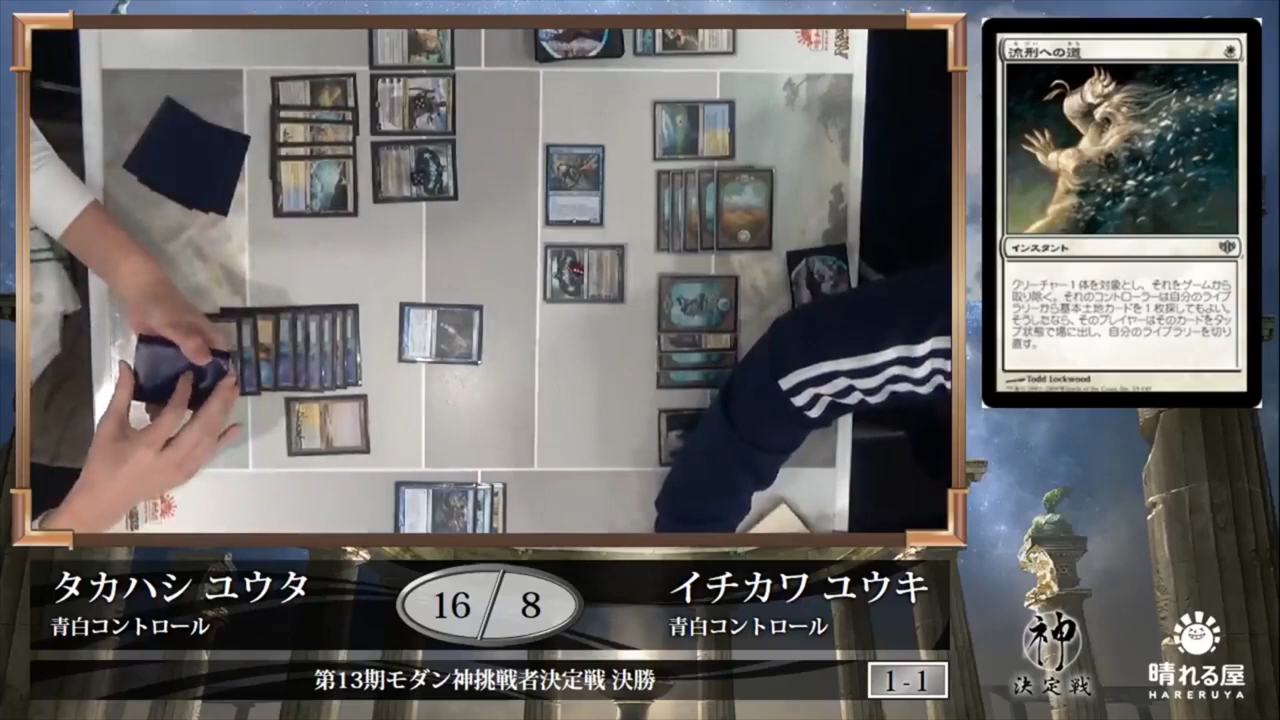 流刑への道
インスタント
クリーチャー1体を対象とし、それをゲームから
取り除く。それのコントローラーは自分のライブ
ラリーから基本土地カードを1枚探してもよい。
そうしたなら、そのプレイヤーはそのカードをタッ
プ状態で場に出し、自分のライブラリーを切り
直す。
Todd Lockwood
タカハシ ユウタ
青白コントロール
16 / 8
イチカワ ユウキ
青白コントロール
第13期モダン神挑戦者決定戦 決勝
1-1
神
決定戦
晴れる屋
HARERUYA